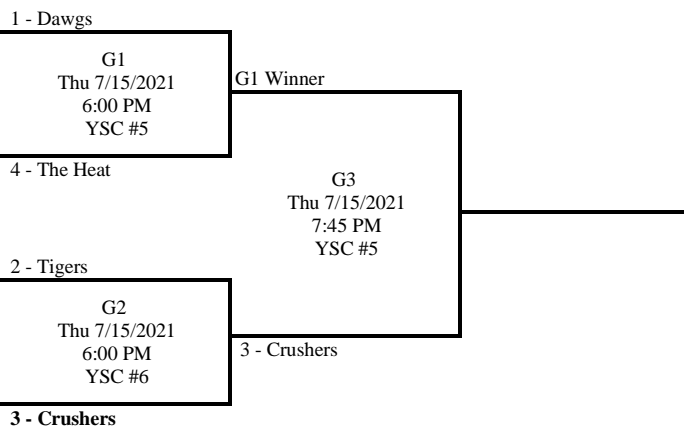 1 - Dawgs
G1
Thu 7/15/2021
6:00 PM
YSC #5
4 - The Heat
G1 Winner
G3
Thu 7/15/2021
7:45 PM
YSC #5
3 - Crushers
2 - Tigers
G2
Thu 7/15/2021
6:00 PM
YSC #6
3 - Crushers